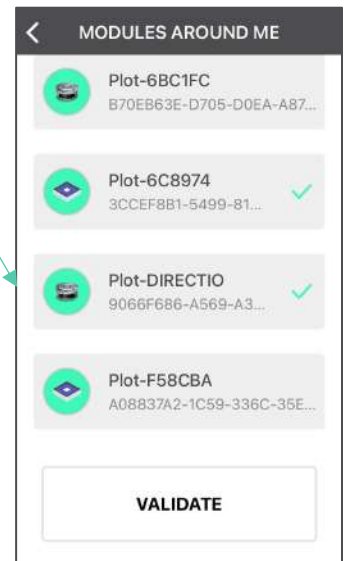 MODULES AROUND ME
Plot-6BC1FC
B70EB63E-D705-D0EA-A87...
Plot-6C8974
3CCEF8B1-5499-81...
Plot-DIRECTIO
9066F686-A569-A3...
Plot-F58CBA
A08837A2-1C59-336C-35E...
VALIDATE